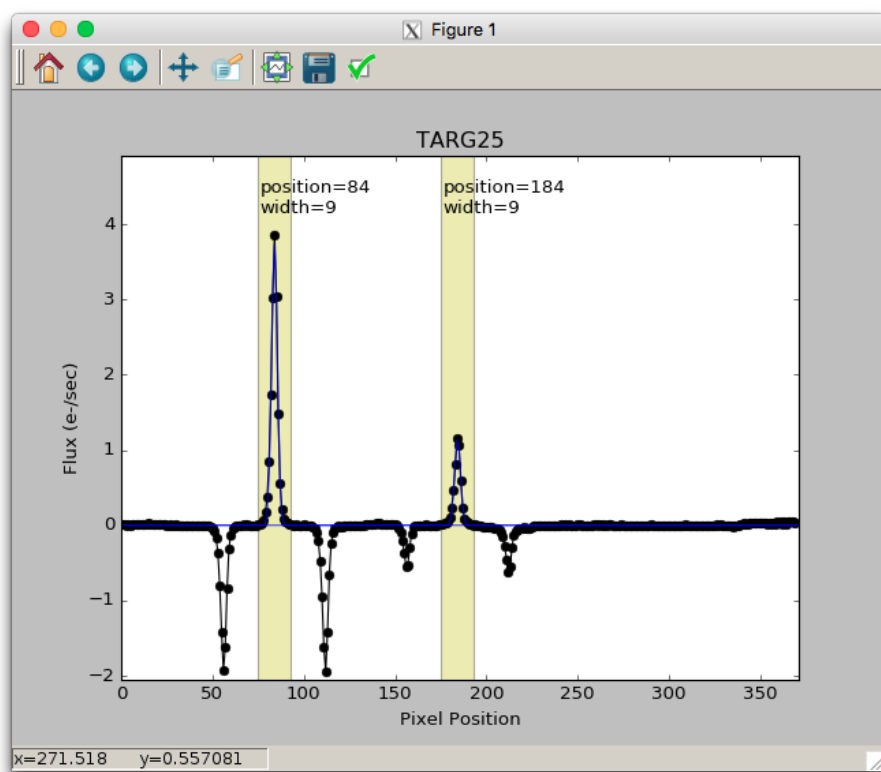 Figure 1
TARG25
position=84
width=9
position=184
width=9
4
3
2
1
0
−1
−2
Flux (e-/sec)
0 50 100 150 200 250 300 350
Pixel Position
x=271.518 y=0.557081